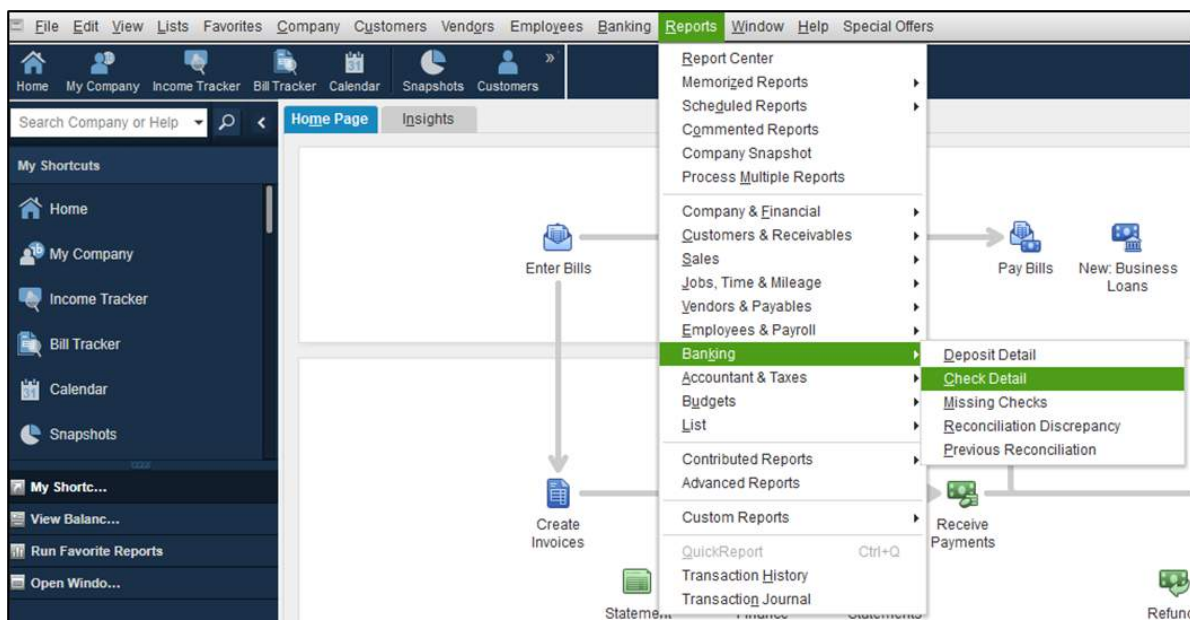 File Edit View Lists Favorites Company Customers Vendors Employees Banking Reports Window Help Special Offers
Home My Company Income Tracker Bill Tracker Calendar Snapshots Customers »
Search Company or Help
Home Page Insights
My Shortcuts
Home
My Company
Income Tracker
Bill Tracker
Calendar
Snapshots
My Shortc...
View Balanc...
Run Favorite Reports
Open Windo...
Enter Bills
Pay Bills
New: Business
Loans
Create
Invoices
Receive
Payments
Report Center
Memorized Reports
Scheduled Reports
Commented Reports
Company Snapshot
Process Multiple Reports
Company & Financial
Customers & Receivables
Sales
Jobs, Time & Mileage
Vendors & Payables
Employees & Payroll
Banking
Accountant & Taxes
Budgets
List
Contributed Reports
Advanced Reports
Custom Reports
QuickReport Ctrl+Q
Transaction History
Transaction Journal
Deposit Detail
Check Detail
Missing Checks
Reconciliation Discrepancy
Previous Reconciliation